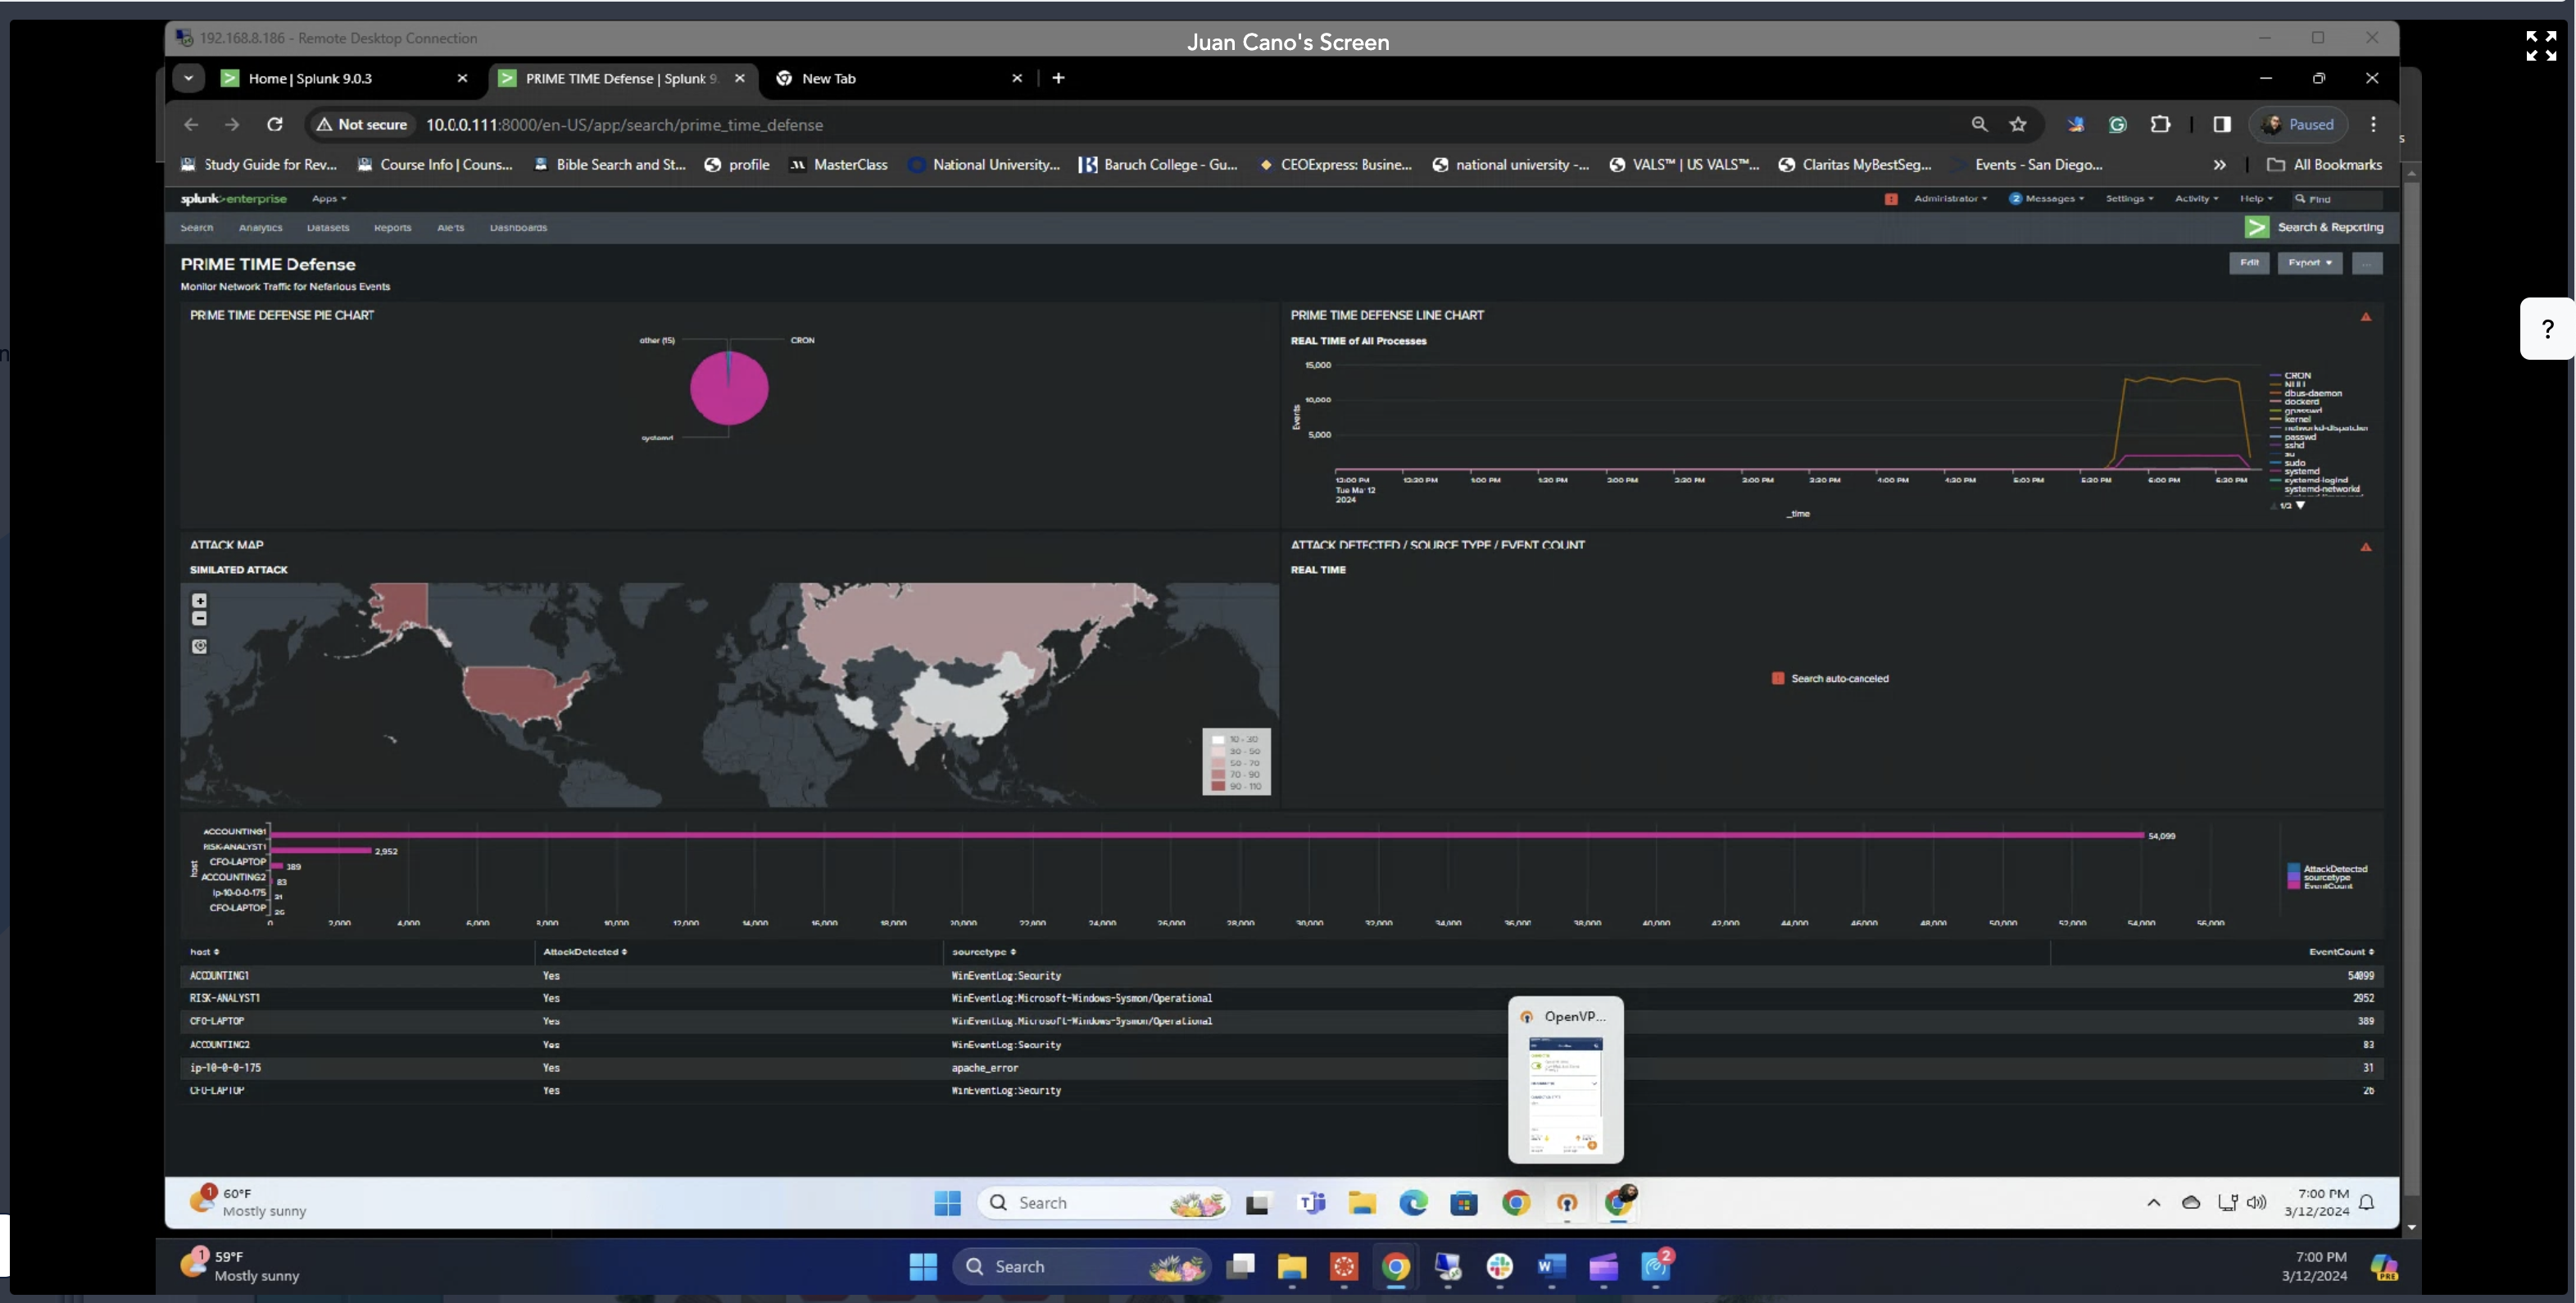 192.168.8.186 - Remote Desktop Connection
Juan Cano's Screen
Home | Splunk 9.0.3
PRIME TIME Defense | Splunk 9.
New Tab
Not secure
10.0.0.111:8000/en-US/app/search/prime_time_defense
Paused
Study Guide for Rev...
Course Info | Couns...
Bible Search and St...
profile
MasterClass
National University...
Baruch College - Gu...
CEOExpress: Busine...
national university -...
VALS™ | US VALS™...
Claritas MyBestSeg...
Events - San Diego...
All Bookmarks
splunk>enterprise
Apps
Administrator
2 Messages
Settings
Activity
Help
Find
Search
Analytics
Datasets
Reports
Alerts
Dashboards
Search & Reporting
PRIME TIME Defense
Edit
Export
...
Monitor Network Traffic for Nefarious Events
PRIME TIME DEFENSE PIE CHART
other (15)
CRON
systemd
PRIME TIME DEFENSE LINE CHART
REAL TIME of All Processes
15,000
10,000
5,000
Events
12:00 PM
Tue Mar 12
2024
12:30 PM
1:00 PM
1:30 PM
2:00 PM
2:30 PM
3:00 PM
3:30 PM
4:00 PM
4:30 PM
5:00 PM
5:30 PM
6:00 PM
6:30 PM
_time
CRON
NULL
dbus-daemon
dockerd
gpasswd
kernel
networkd-dispatcher
passwd
sshd
su
sudo
systemd
systemd-logind
systemd-networkd
1/2
?
ATTACK MAP
SIMILATED ATTACK
+
-
10 - 30
30 - 50
50 - 70
70 - 90
90 - 110
ATTACK DETECTED / SOURCE TYPE / EVENT COUNT
REAL TIME
Search auto-canceled
host
ACCOUNTING1
54,099
RISK-ANALYST1
2,952
CFO-LAPTOP
389
ACCOUNTING2
83
ip-10-0-0-175
31
CFO-LAPTOP
26
0
2,000
4,000
6,000
8,000
10,000
12,000
14,000
16,000
18,000
20,000
22,000
24,000
26,000
28,000
30,000
32,000
34,000
36,000
38,000
40,000
42,000
44,000
46,000
48,000
50,000
52,000
54,000
56,000
AttackDetected
sourcetype
EventCount
host AttackDetected sourcetype EventCount
ACCOUNTING1 Yes WinEventLog:Security 54099
RISK-ANALYST1 Yes WinEventLog:Microsoft-Windows-Sysmon/Operational 2952
CFO-LAPTOP Yes WinEventLog:Microsoft-Windows-Sysmon/Operational 389
ACCOUNTING2 Yes WinEventLog:Security 83
ip-10-0-0-175 Yes apache_error 31
CFO-LAPTOP Yes WinEventLog:Security 26
OpenVP...
1
60°F
Mostly sunny
Search
7:00 PM
3/12/2024
1
59°F
Mostly sunny
Search
2
7:00 PM
3/12/2024
PRE